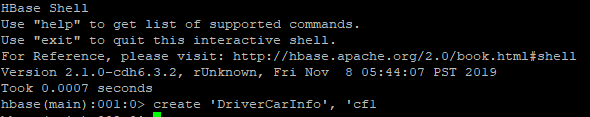 HBase Shell
Use "help" to get list of supported commands.
Use "exit" to quit this interactive shell.
For Reference, please visit: http://hbase.apache.org/2.0/book.html#shell
Version 2.1.0-cdh6.3.2, rUnknown, Fri Nov  8 05:44:07 PST 2019
Took 0.0007 seconds
hbase(main):001:0> create 'DriverCarInfo', 'cf1